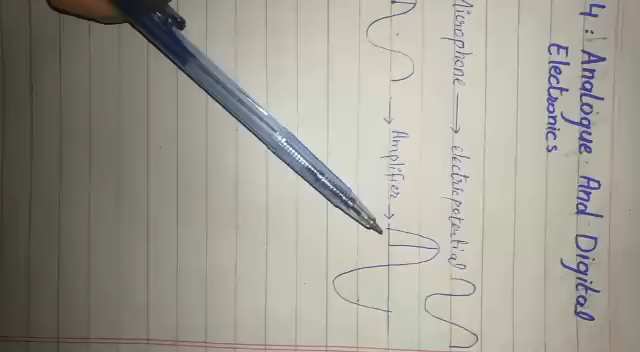 4: Analogue And Digital
Electronics
Microphone → electric potential
→ Amplifier →